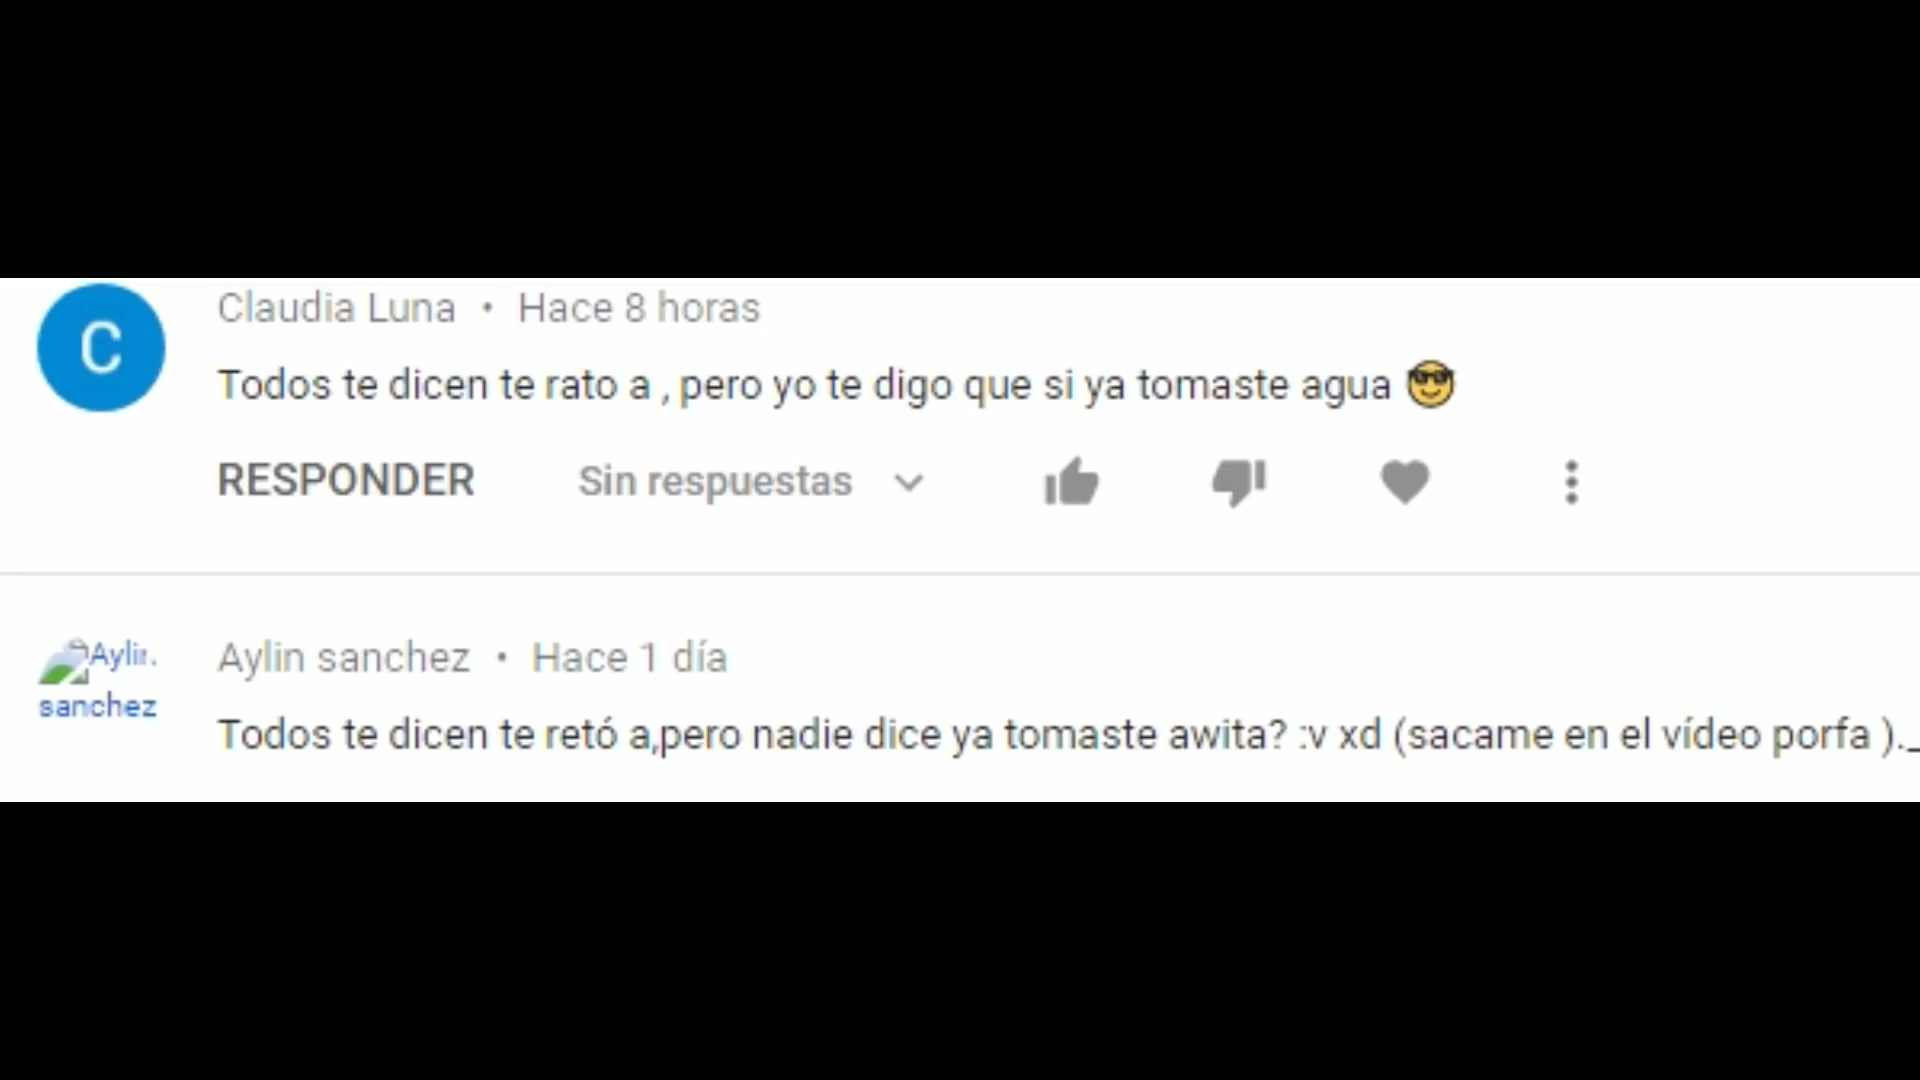 C
Claudia Luna • Hace 8 horas
Todos te dicen te rato a , pero yo te digo que si ya tomaste agua 😎
RESPONDER Sin respuestas
Aylin.
sanchez
Aylin sanchez • Hace 1 día
Todos te dicen te retó a,pero nadie dice ya tomaste awita? :v xd (sacame en el vídeo porfa )._